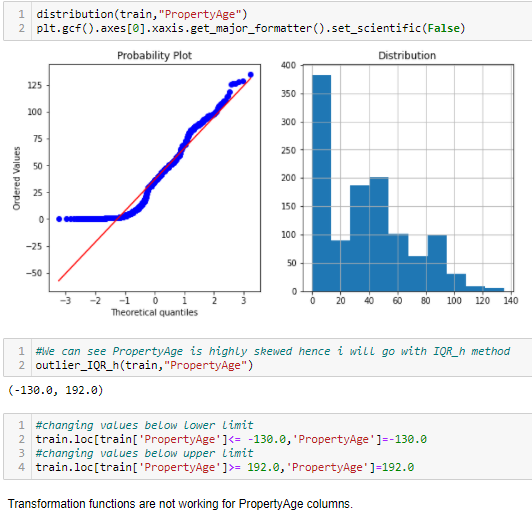 1 distribution(train,"PropertyAge")
2 plt.gcf().axes[0].xaxis.get_major_formatter().set_scientific(False)
Probability Plot
Distribution
Ordered Values
125
100
75
50
25
0
−25
−50
−3 −2 −1 0 1 2 3
Theoretical quantiles
400
350
300
250
200
150
100
50
0
0 20 40 60 80 100 120 140
1 #We can see PropertyAge is highly skewed hence i will go with IQR_h method
2 outlier_IQR_h(train,"PropertyAge")
(-130.0, 192.0)
1 #changing values below lower limit
2 train.loc[train['PropertyAge']<= -130.0,'PropertyAge']=-130.0
3 #changing values below upper limit
4 train.loc[train['PropertyAge']>= 192.0,'PropertyAge']=192.0
Transformation functions are not working for PropertyAge columns.